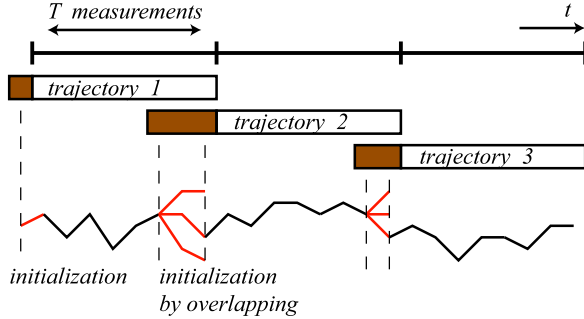 T measurements
t
trajectory 1
trajectory 2
trajectory 3
initialization
initialization
by overlapping